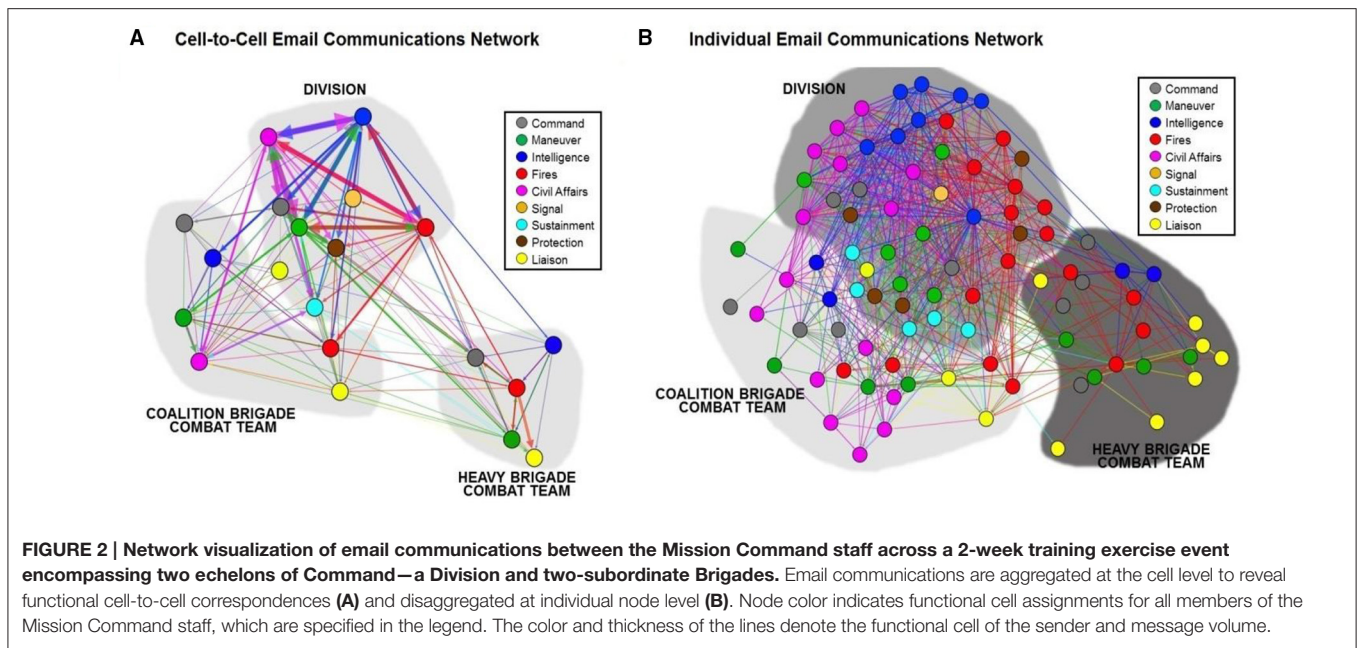 A Cell-to-Cell Email Communications Network
DIVISION
Command
Maneuver
Intelligence
Fires
Civil Affairs
Signal
Sustainment
Protection
Liaison
COALITION BRIGADE
COMBAT TEAM
HEAVY BRIGADE
COMBAT TEAM
B Individual Email Communications Network
DIVISION
Command
Maneuver
Intelligence
Fires
Civil Affairs
Signal
Sustainment
Protection
Liaison
COALITION BRIGADE
COMBAT TEAM
HEAVY BRIGADE
COMBAT TEAM
FIGURE 2 | Network visualization of email communications between the Mission Command staff across a 2-week training exercise event
encompassing two echelons of Command—a Division and two-subordinate Brigades. Email communications are aggregated at the cell level to reveal
functional cell-to-cell correspondences (A) and disaggregated at individual node level (B). Node color indicates functional cell assignments for all members of the
Mission Command staff, which are specified in the legend. The color and thickness of the lines denote the functional cell of the sender and message volume.